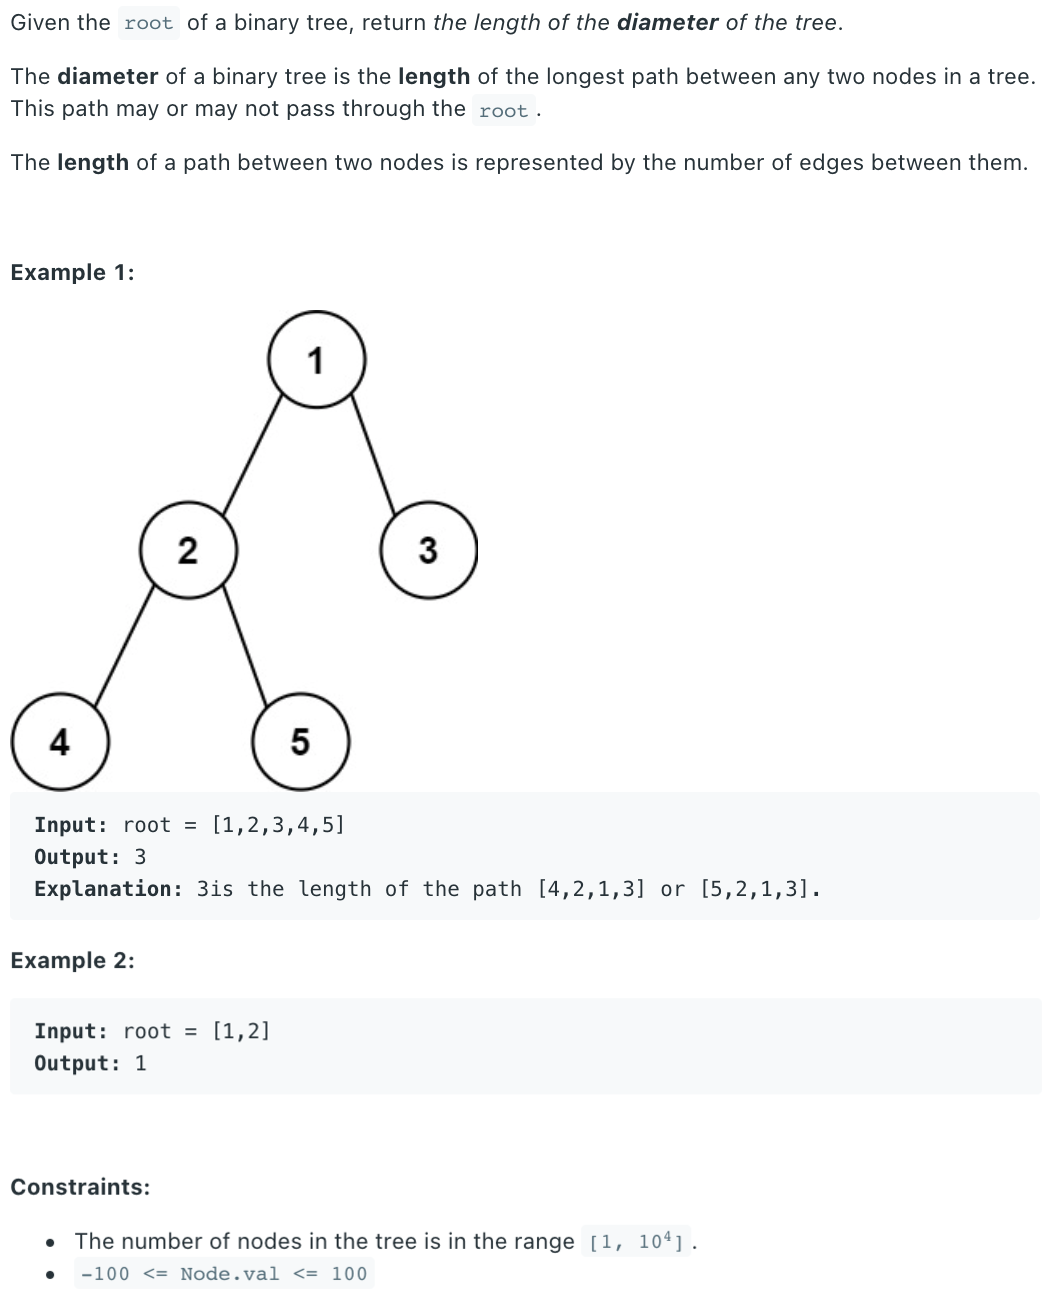 Given the root of a binary tree, return the length of the diameter of the tree.
The diameter of a binary tree is the length of the longest path between any two nodes in a tree.
This path may or may not pass through the root .
The length of a path between two nodes is represented by the number of edges between them.
Example 1:
1
2 3
4 5
Input: root = [1,2,3,4,5]
Output: 3
Explanation: 3is the length of the path [4,2,1,3] or [5,2,1,3].
Example 2:
Input: root = [1,2]
Output: 1
Constraints:
• The number of nodes in the tree is in the range [1, 10⁴] .
• -100 <= Node.val <= 100